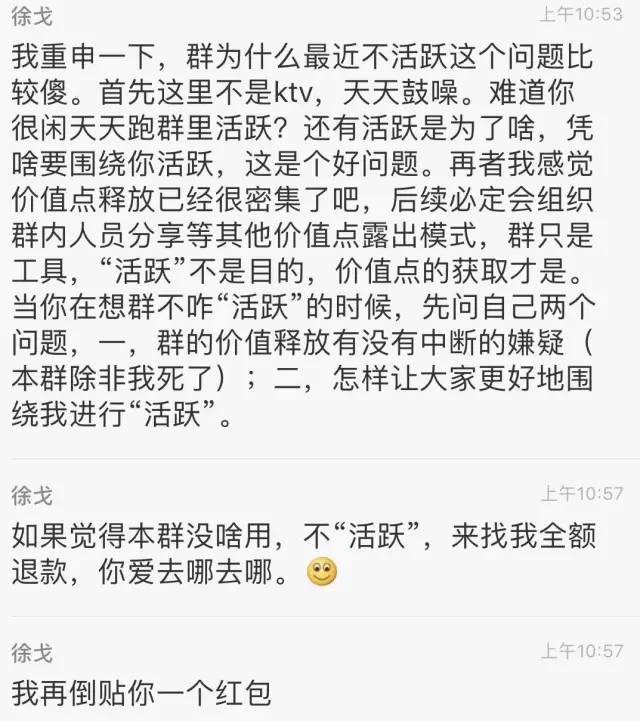 徐戈
上午10:53
我重申一下，群为什么最近不活跃这个问题比
较傻。首先这里不是ktv，天天鼓噪。难道你
很闲天天跑群里活跃？还有活跃是为了啥，凭
啥要围绕你活跃，这是个好问题。再者我感觉
价值点释放已经很密集了吧，后续必定会组织
群内人员分享等其他价值点露出模式，群只是
工具，“活跃”不是目的，价值点的获取才是。
当你在想群不咋“活跃”的时候，先问自己两个
问题，一，群的价值释放有没有中断的嫌疑（
本群除非我死了）；二，怎样让大家更好地围
绕我进行“活跃”。
徐戈
上午10:57
如果觉得本群没啥用，不“活跃”，来找我全额
退款，你爱去哪去哪。
徐戈
上午10:57
我再倒贴你一个红包